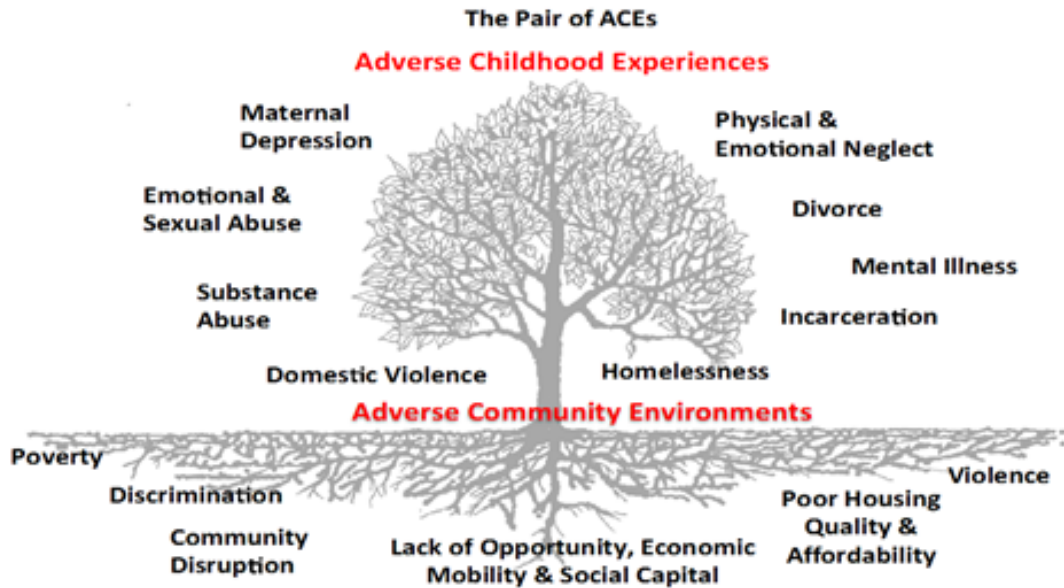 The Pair of ACEs
Adverse Childhood Experiences
Maternal
Depression
Physical &
Emotional Neglect
Emotional &
Sexual Abuse
Divorce
Mental Illness
Substance
Abuse
Incarceration
Domestic Violence
Homelessness
Adverse Community Environments
Poverty
Violence
Discrimination
Poor Housing
Quality &
Affordability
Community
Disruption
Lack of Opportunity, Economic
Mobility & Social Capital